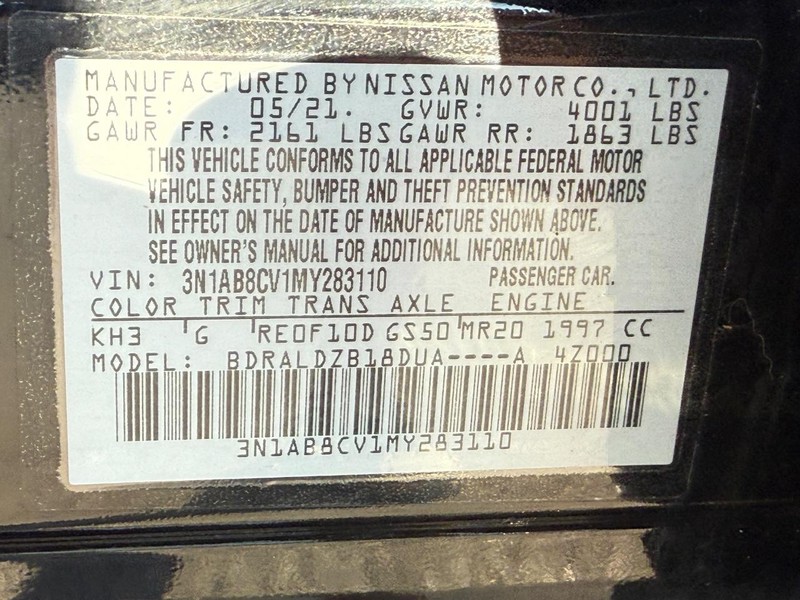 MANUFACTURED BY NISSAN MOTOR CO., LTD.
DATE: 05/21. GVWR: 4001 LBS
GAWR FR: 2161 LBS GAWR RR: 1863 LBS
THIS VEHICLE CONFORMS TO ALL APPLICABLE FEDERAL MOTOR
VEHICLE SAFETY, BUMPER AND THEFT PREVENTION STANDARDS
IN EFFECT ON THE DATE OF MANUFACTURE SHOWN ABOVE.
SEE OWNER'S MANUAL FOR ADDITIONAL INFORMATION.
VIN: 3N1AB8CV1MY283110 PASSENGER CAR.
COLOR TRIM TRANS AXLE ENGINE
KH3 G RE0F10D GS50 MR20 1997 CC
MODEL: BDRALDZB18DUA----A 4Z000
3N1AB8CV1MY283110